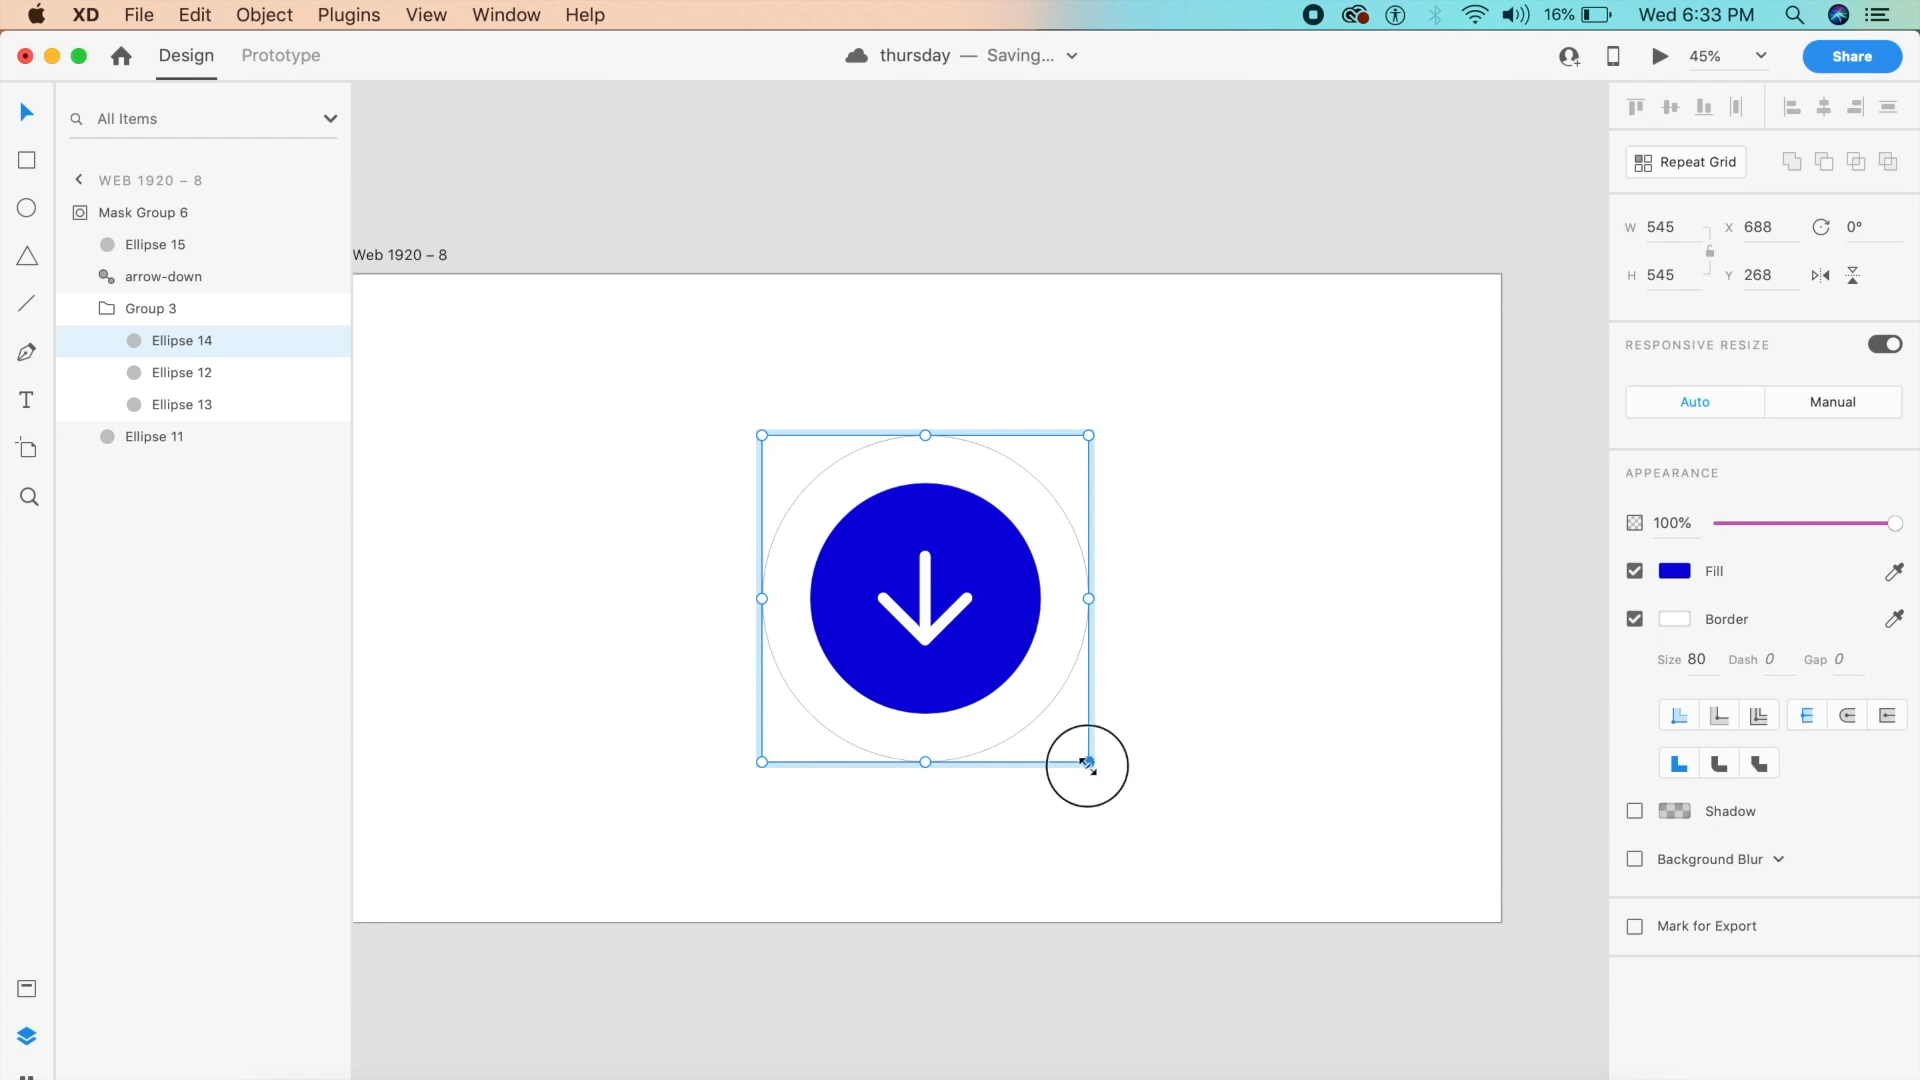 XD File Edit Object Plugins View Window Help 16% Wed 6:33 PM
Design Prototype thursday — Saving... 45% Share
All Items
WEB 1920 – 8
Mask Group 6
Ellipse 15
arrow-down
Group 3
Ellipse 14
Ellipse 12
Ellipse 13
Ellipse 11
Web 1920 – 8
Repeat Grid
W 545 X 688 0°
H 545 Y 268
RESPONSIVE RESIZE
Auto Manual
APPEARANCE
100%
Fill
Border
Size 80 Dash 0 Gap 0
Shadow
Background Blur
Mark for Export